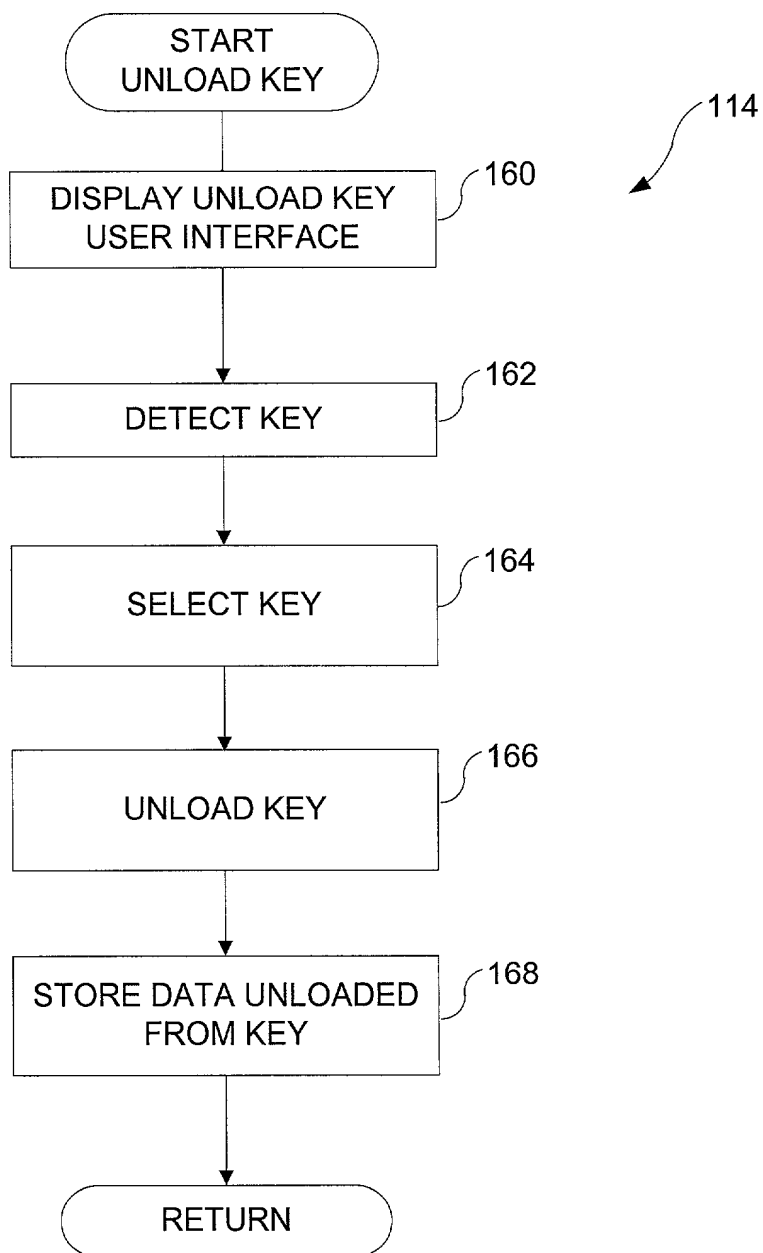 START
UNLOAD KEY
114
160
DISPLAY UNLOAD KEY
USER INTERFACE
162
DETECT KEY
164
SELECT KEY
166
UNLOAD KEY
168
STORE DATA UNLOADED
FROM KEY
RETURN